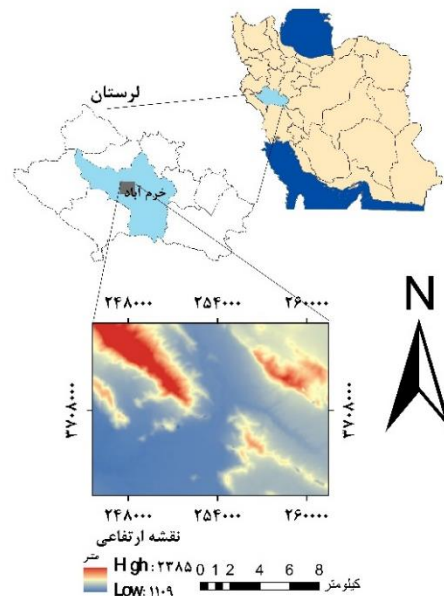 لرستان
خرم آباد
۲۴۸۰۰۰ ۲۵۴۰۰۰ ۲۶۰۰۰۰
N
۳۷۰۸۰۰۰ ۳۷۰۸۰۰۰
۲۴۸۰۰۰ ۲۵۴۰۰۰ ۲۶۰۰۰۰
نقشه ارتفاعی
متر
High: ۲۳۸۵
Low: ۱۱۰۹
0 1 2 4 6 8
کیلومتر